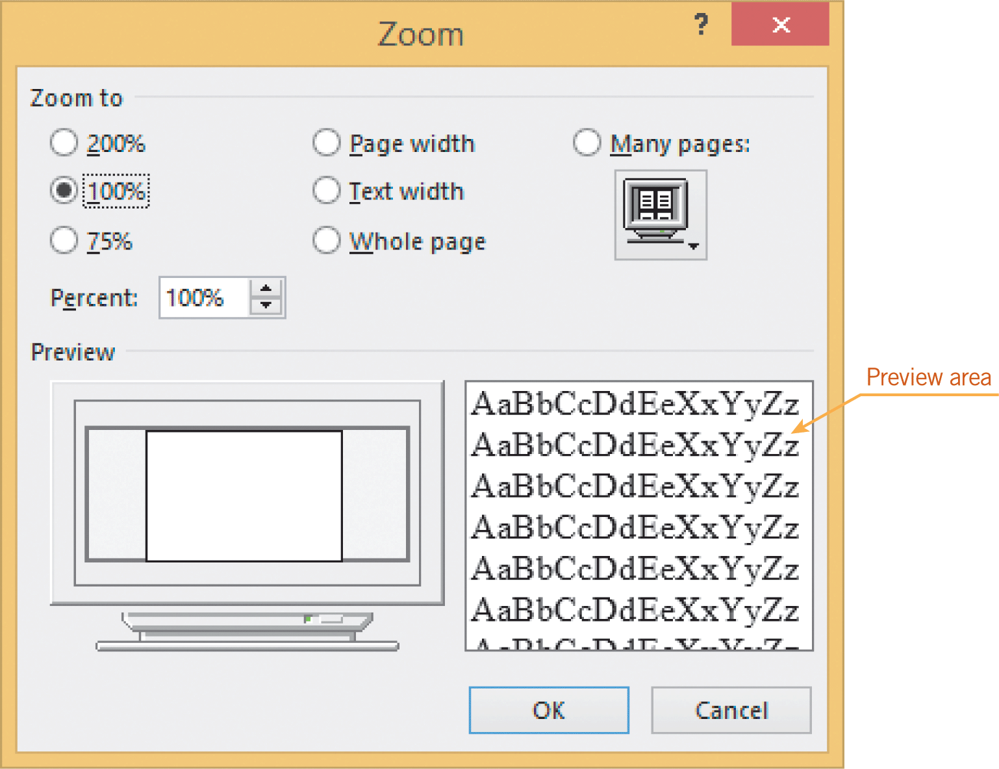 Zoom
?
Zoom to
200%
Page width
Many pages:
100%
Text width
75%
Whole page
Percent: 100%
Preview
Preview area
AaBbCcDdEeXxYyZz
AaBbCcDdEeXxYyZz
AaBbCcDdEeXxYyZz
AaBbCcDdEeXxYyZz
AaBbCcDdEeXxYyZz
AaBbCcDdEeXxYyZz
AaBbCcDdEeXxYyZz
OK
Cancel